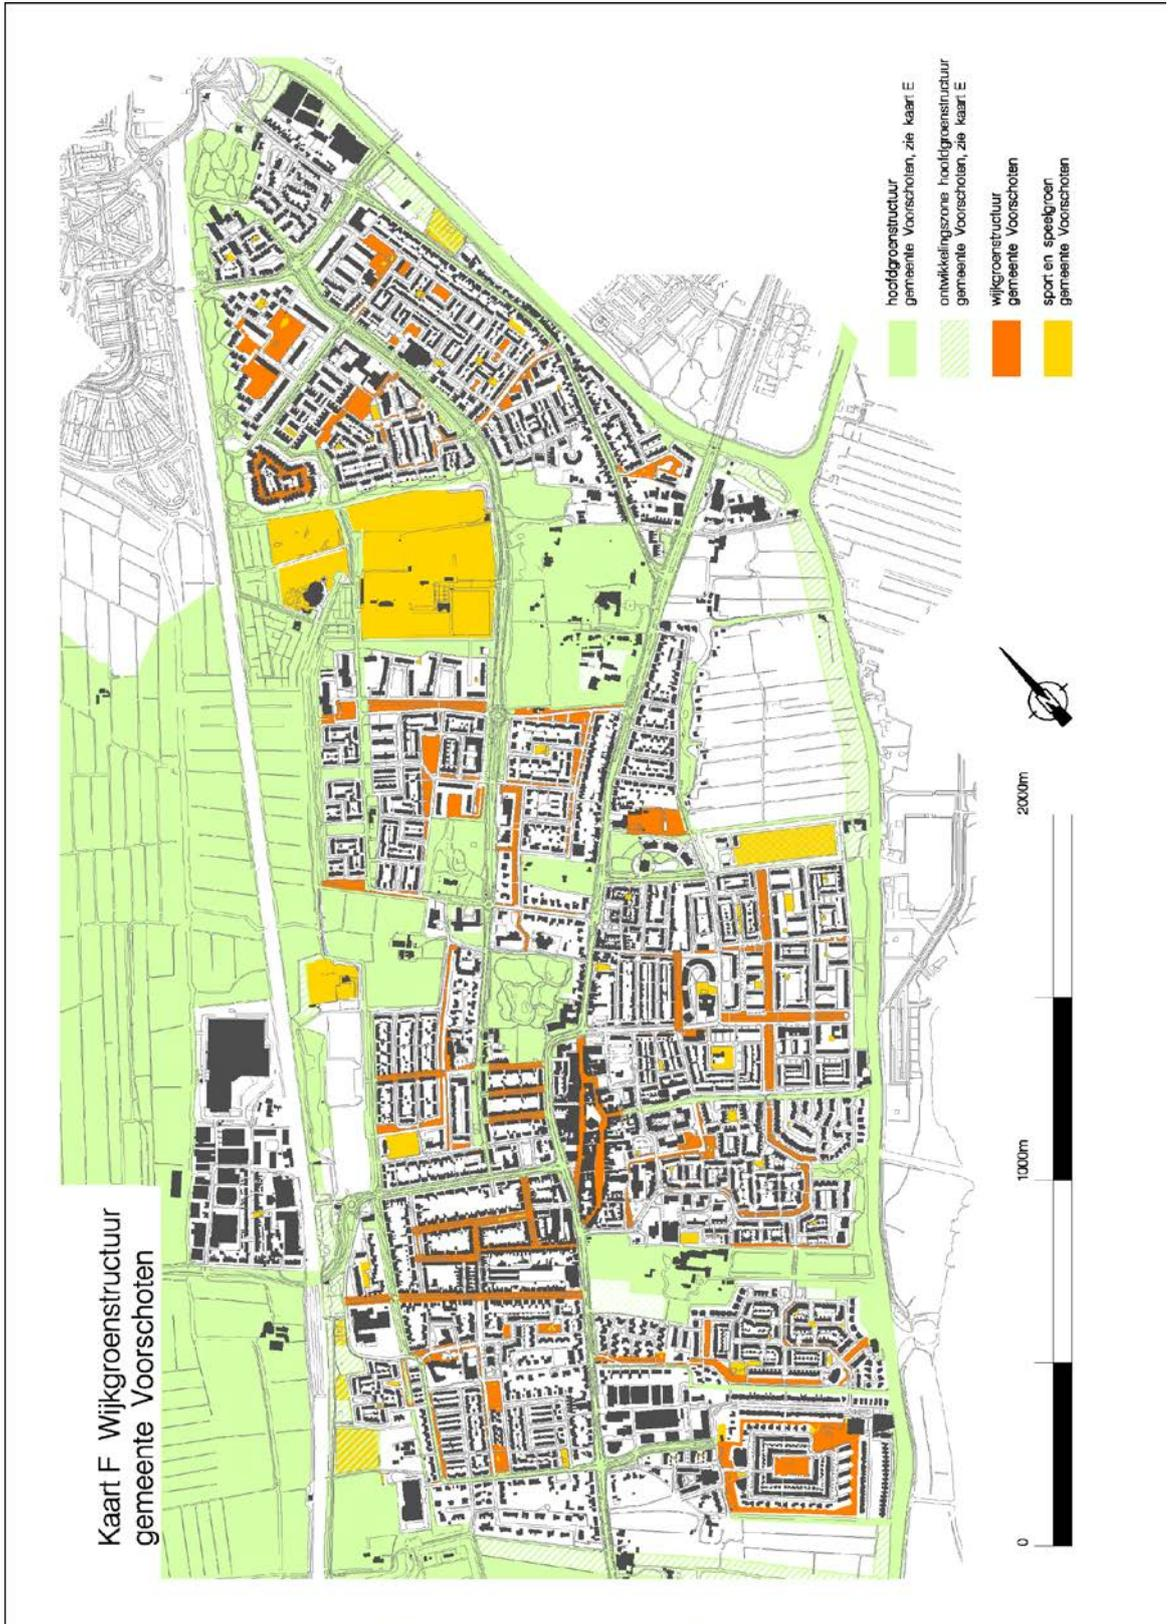 Kaart F Wijkgroenstructuur
gemeente Voorschoten
hoofdgroenstructuur
gemeente Voorschoten, zie kaart E
ontwikkelingszone hoofdgroenstructuur
gemeente Voorschoten, zie kaart E
wijkgroenstructuur
gemeente Voorschoten
sport en speelgroen
gemeente Voorschoten
0
1000m
2000m